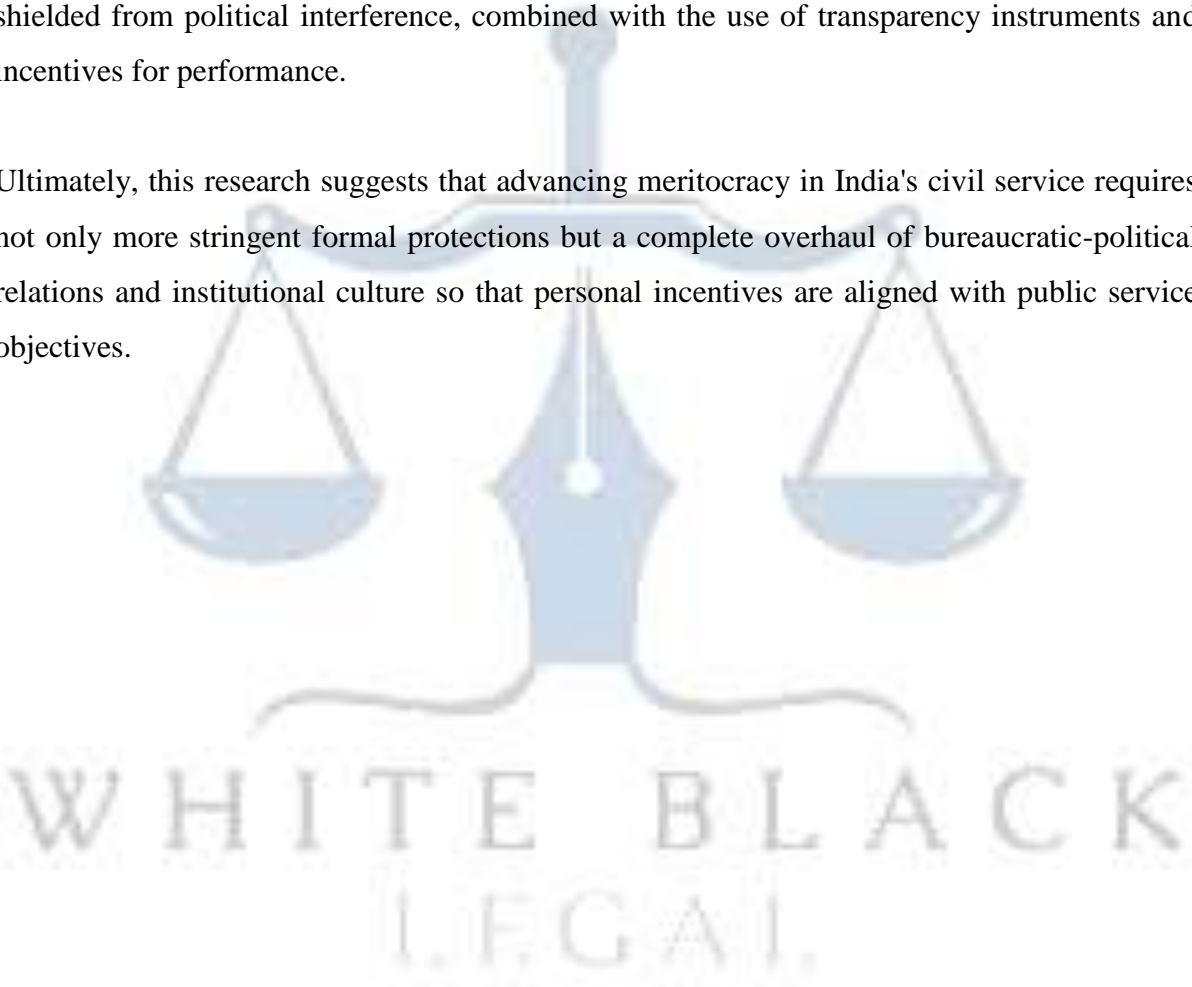 shielded from political interference, combined with the use of transparency instruments and
incentives for performance.
Ultimately, this research suggests that advancing meritocracy in India's civil service requires
not only more stringent formal protections but a complete overhaul of bureaucratic-political
relations and institutional culture so that personal incentives are aligned with public service
objectives.
WHITE BLACK
LEGAL